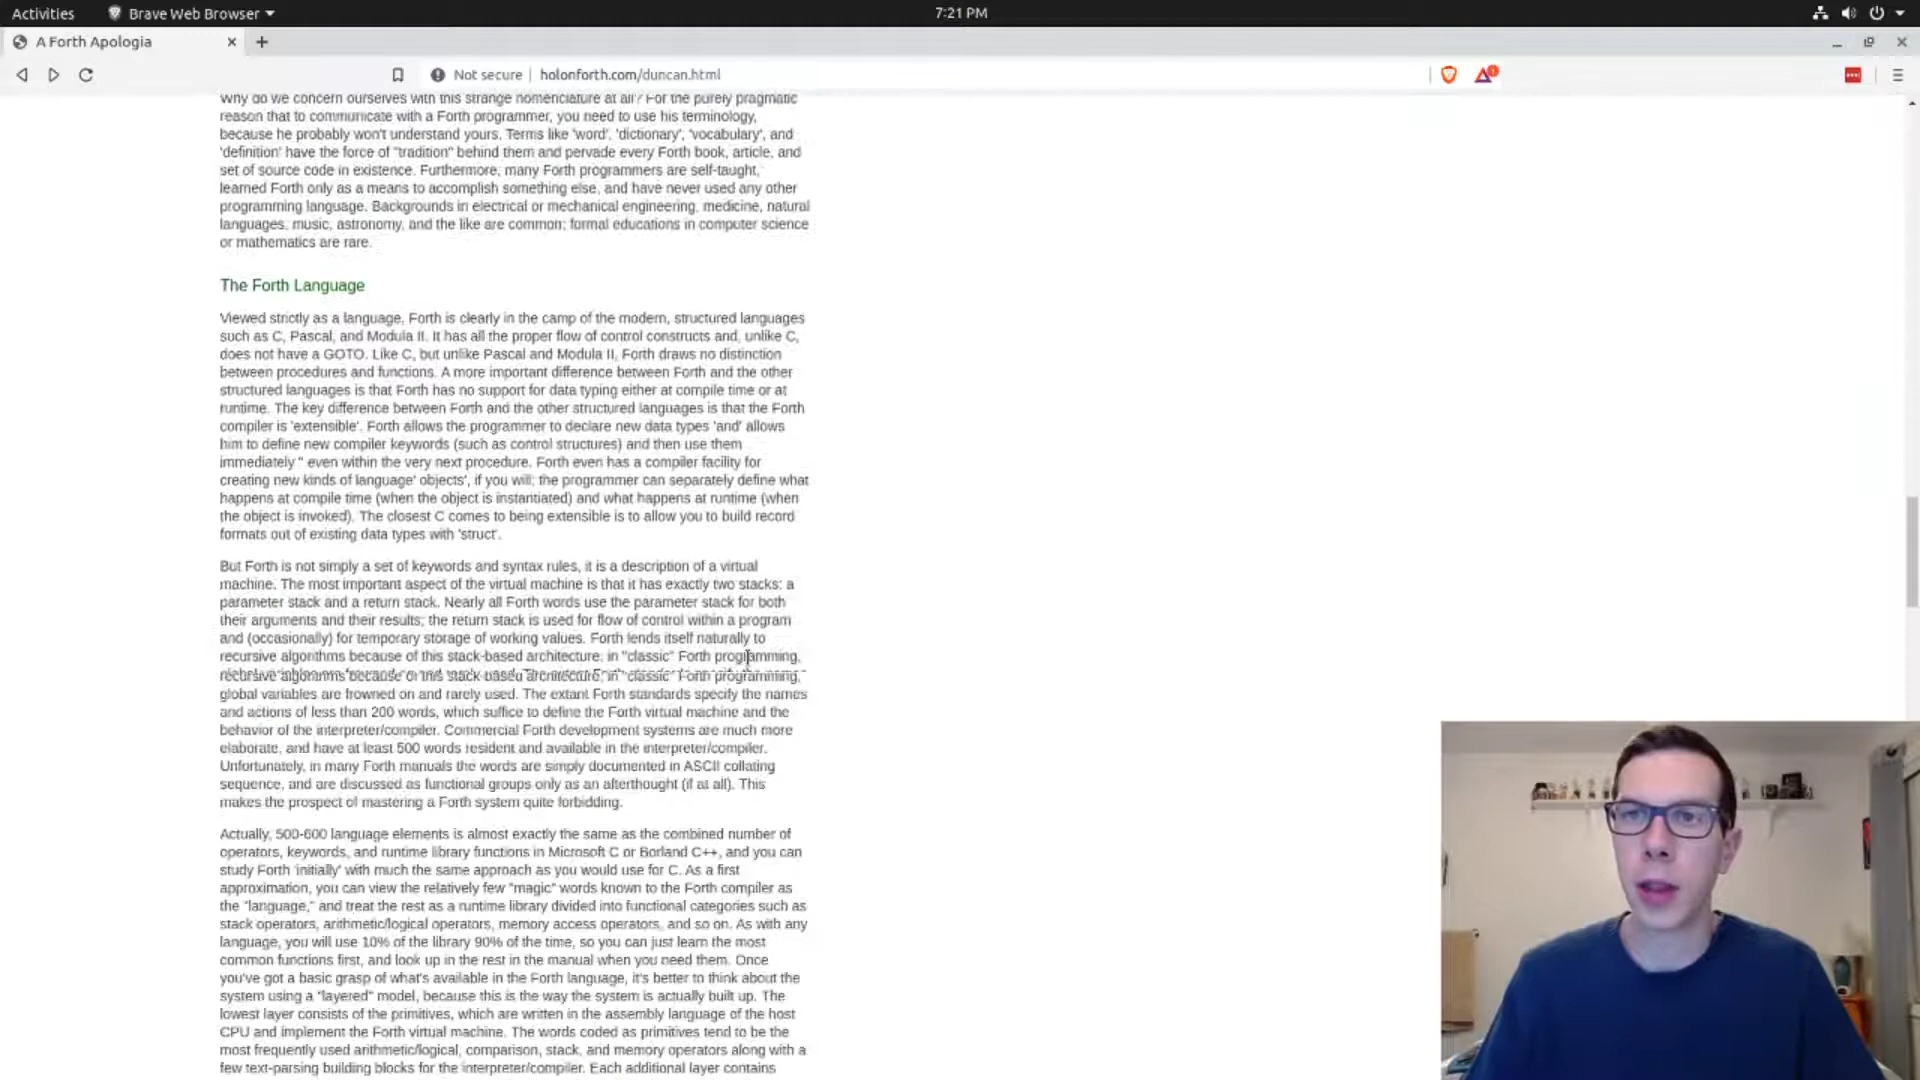 Activities
Brave Web Browser
7:21 PM
A Forth Apologia
Not secure
holonforth.com/duncan.html
Why do we concern ourselves with this strange nomenclature at all? For the purely pragmatic
reason that to communicate with a Forth programmer, you need to use his terminology,
because he probably won't understand yours. Terms like 'word', 'dictionary', 'vocabulary', and
'definition' have the force of "tradition" behind them and pervade every Forth book, article, and
set of source code in existence. Furthermore, many Forth programmers are self-taught,
learned Forth only as a means to accomplish something else, and have never used any other
programming language. Backgrounds in electrical or mechanical engineering, medicine, natural
languages, music, astronomy, and the like are common; formal educations in computer science
or mathematics are rare.
The Forth Language
Viewed strictly as a language, Forth is clearly in the camp of the modern, structured languages
such as C, Pascal, and Modula II. It has all the proper flow of control constructs and, unlike C,
does not have a GOTO. Like C, but unlike Pascal and Modula II, Forth draws no distinction
between procedures and functions. A more important difference between Forth and the other
structured languages is that Forth has no support for data typing either at compile time or at
runtime. The key difference between Forth and the other structured languages is that the Forth
compiler is 'extensible'. Forth allows the programmer to declare new data types 'and' allows
him to define new compiler keywords (such as control structures) and then use them
immediately " even within the very next procedure. Forth even has a compiler facility for
creating new kinds of language' objects', if you will; the programmer can separately define what
happens at compile time (when the object is instantiated) and what happens at runtime (when
the object is invoked). The closest C comes to being extensible is to allow you to build record
formats out of existing data types with 'struct'.
But Forth is not simply a set of keywords and syntax rules, it is a description of a virtual
machine. The most important aspect of the virtual machine is that it has exactly two stacks: a
parameter stack and a return stack. Nearly all Forth words use the parameter stack for both
their arguments and their results; the return stack is used for flow of control within a program
and (occasionally) for temporary storage of working values. Forth lends itself naturally to
recursive algorithms because of this stack-based architecture; in "classic" Forth programming,
recursive algorithms because of this stack-based architecture; in "classic" Forth programming,
global variables are frowned on and rarely used. The extant Forth standards specify the names
and actions of less than 200 words, which suffice to define the Forth virtual machine and the
behavior of the interpreter/compiler. Commercial Forth development systems are much more
elaborate, and have at least 500 words resident and available in the interpreter/compiler.
Unfortunately, in many Forth manuals the words are simply documented in ASCII collating
sequence, and are discussed as functional groups only as an afterthought (if at all). This
makes the prospect of mastering a Forth system quite forbidding.
Actually, 500-600 language elements is almost exactly the same as the combined number of
operators, keywords, and runtime library functions in Microsoft C or Borland C++, and you can
study Forth 'initially' with much the same approach as you would use for C. As a first
approximation, you can view the relatively few "magic" words known to the Forth compiler as
the "language," and treat the rest as a runtime library divided into functional categories such as
stack operators, arithmetic/logical operators, memory access operators, and so on. As with any
language, you will use 10% of the library 90% of the time, so you can just learn the most
common functions first, and look up in the rest in the manual when you need them. Once
you've got a basic grasp of what's available in the Forth language, it's better to think about the
system using a "layered" model, because this is the way the system is actually built up. The
lowest layer consists of the primitives, which are written in the assembly language of the host
CPU and implement the Forth virtual machine. The words coded as primitives tend to be the
most frequently used arithmetic/logical, comparison, stack, and memory operators along with a
few text-parsing building blocks for the interpreter/compiler. Each additional layer contains